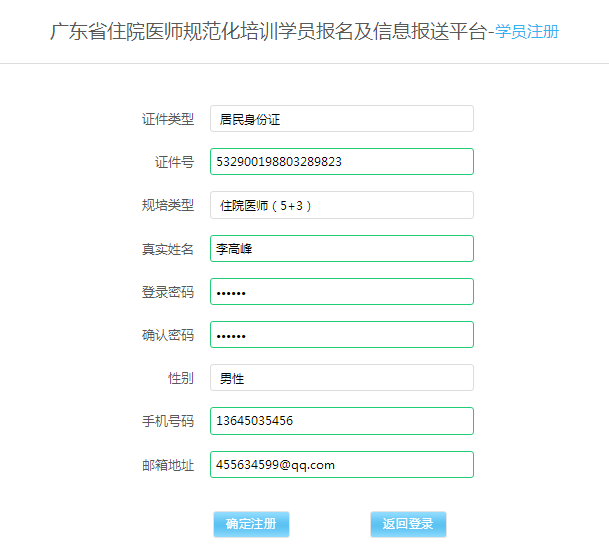 广东省住院医师规范化培训学员报名及信息报送平台-学员注册
证件类型 居民身份证
证件号 532900198803289823
规培类型 住院医师（5+3）
真实姓名 李高峰
登录密码 ••••••
确认密码 ••••••
性别 男性
手机号码 13645035456
邮箱地址 455634599@qq.com
确定注册 返回登录